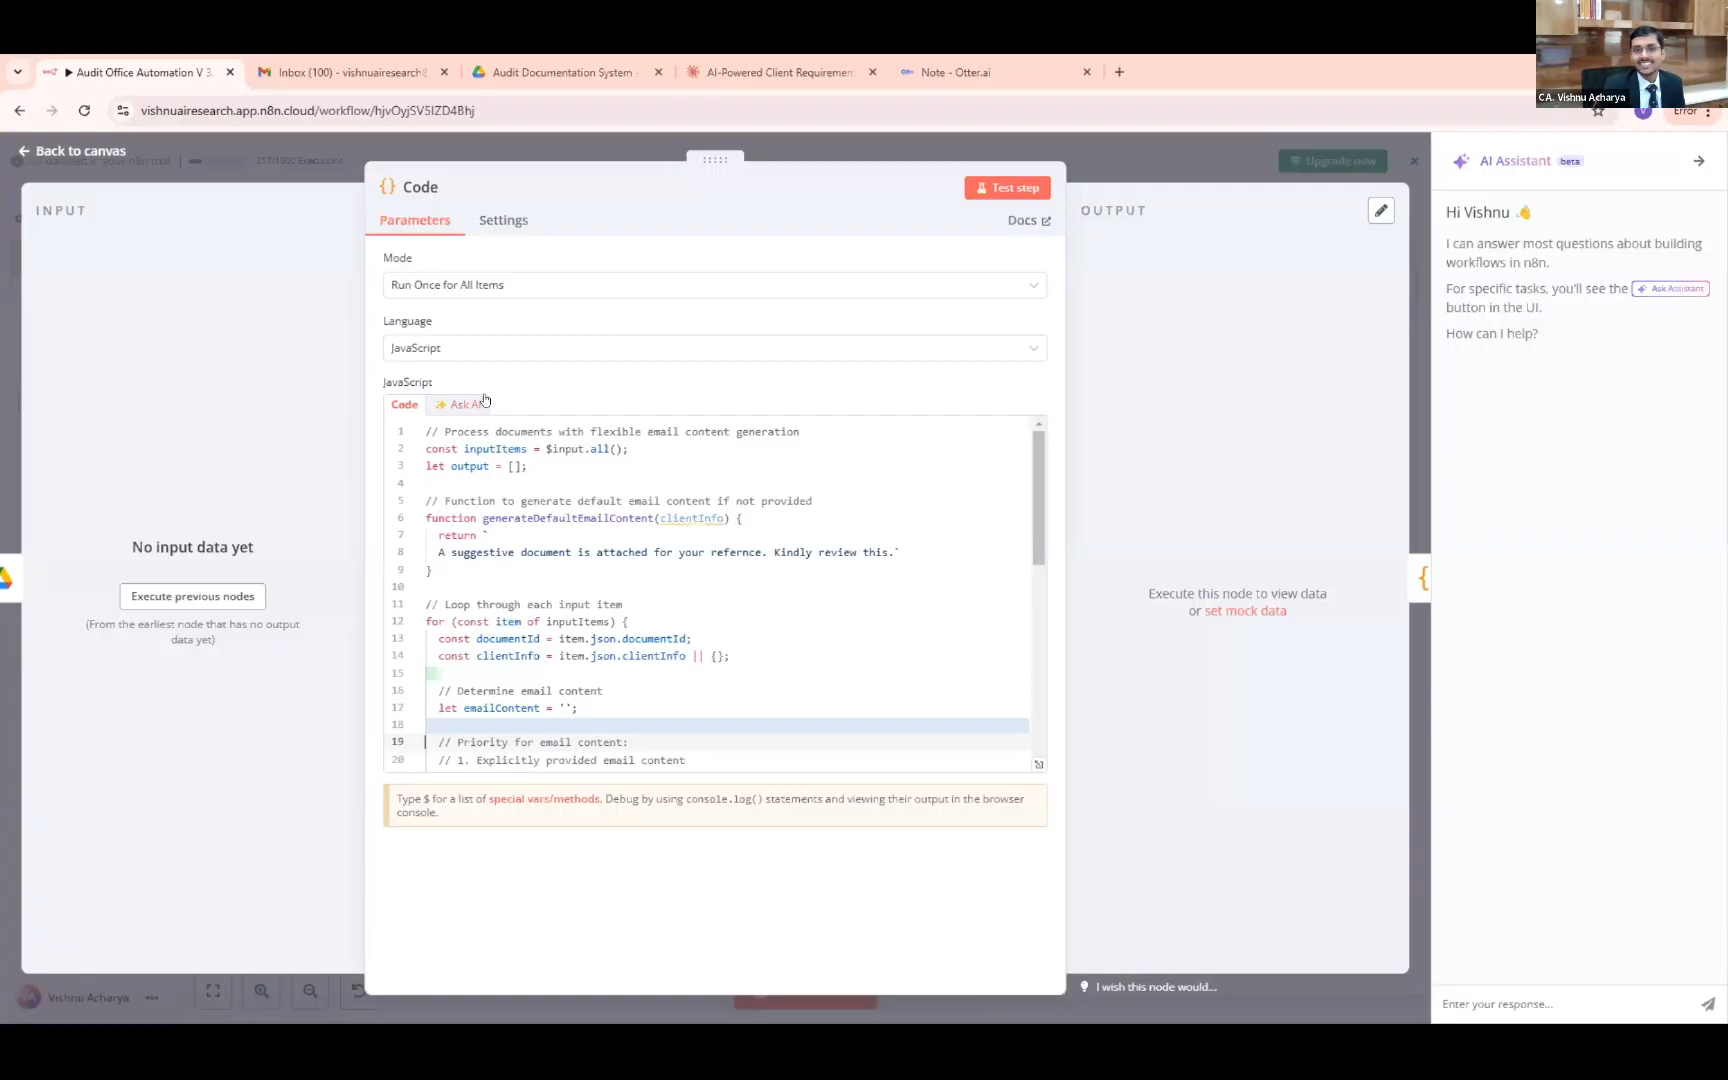 CA. Vishnu Acharya
Audit Office Automation V 3.
Inbox (100) - vishnuairesearch@
Audit Documentation System -
AI-Powered Client Requirement
Note - Otter.ai
vishnuairesearch.app.n8n.cloud/workflow/hjvOyjSV5IZD4Bhj
Error
Back to canvas
in your n8n trial
217/1000 Executions
Upgrade now
AI Assistant beta
INPUT
Code
Test step
Parameters
Settings
Docs
OUTPUT
Hi Vishnu 👋
I can answer most questions about building
workflows in n8n.
For specific tasks, you'll see the Ask Assistant
button in the UI.
How can I help?
Mode
Run Once for All Items
Language
JavaScript
JavaScript
Code
Ask AI
1 // Process documents with flexible email content generation
2 const inputItems = $input.all();
3 let output = [];
4
5 // Function to generate default email content if not provided
6 function generateDefaultEmailContent(clientInfo) {
7 return `
8 A suggestive document is attached for your refernce. Kindly review this.`
9 }
10
11 // Loop through each input item
12 for (const item of inputItems) {
13 const documentId = item.json.documentId;
14 const clientInfo = item.json.clientInfo || {};
15
16 // Determine email content
17 let emailContent = '';
18
19 // Priority for email content:
20 // 1. Explicitly provided email content
No input data yet
Execute previous nodes
(From the earliest node that has no output
data yet)
Execute this node to view data
or set mock data
Type $ for a list of special vars/methods. Debug by using console.log() statements and viewing their output in the browser
console.
I wish this node would...
VA
Vishnu Acharya
Enter your response...